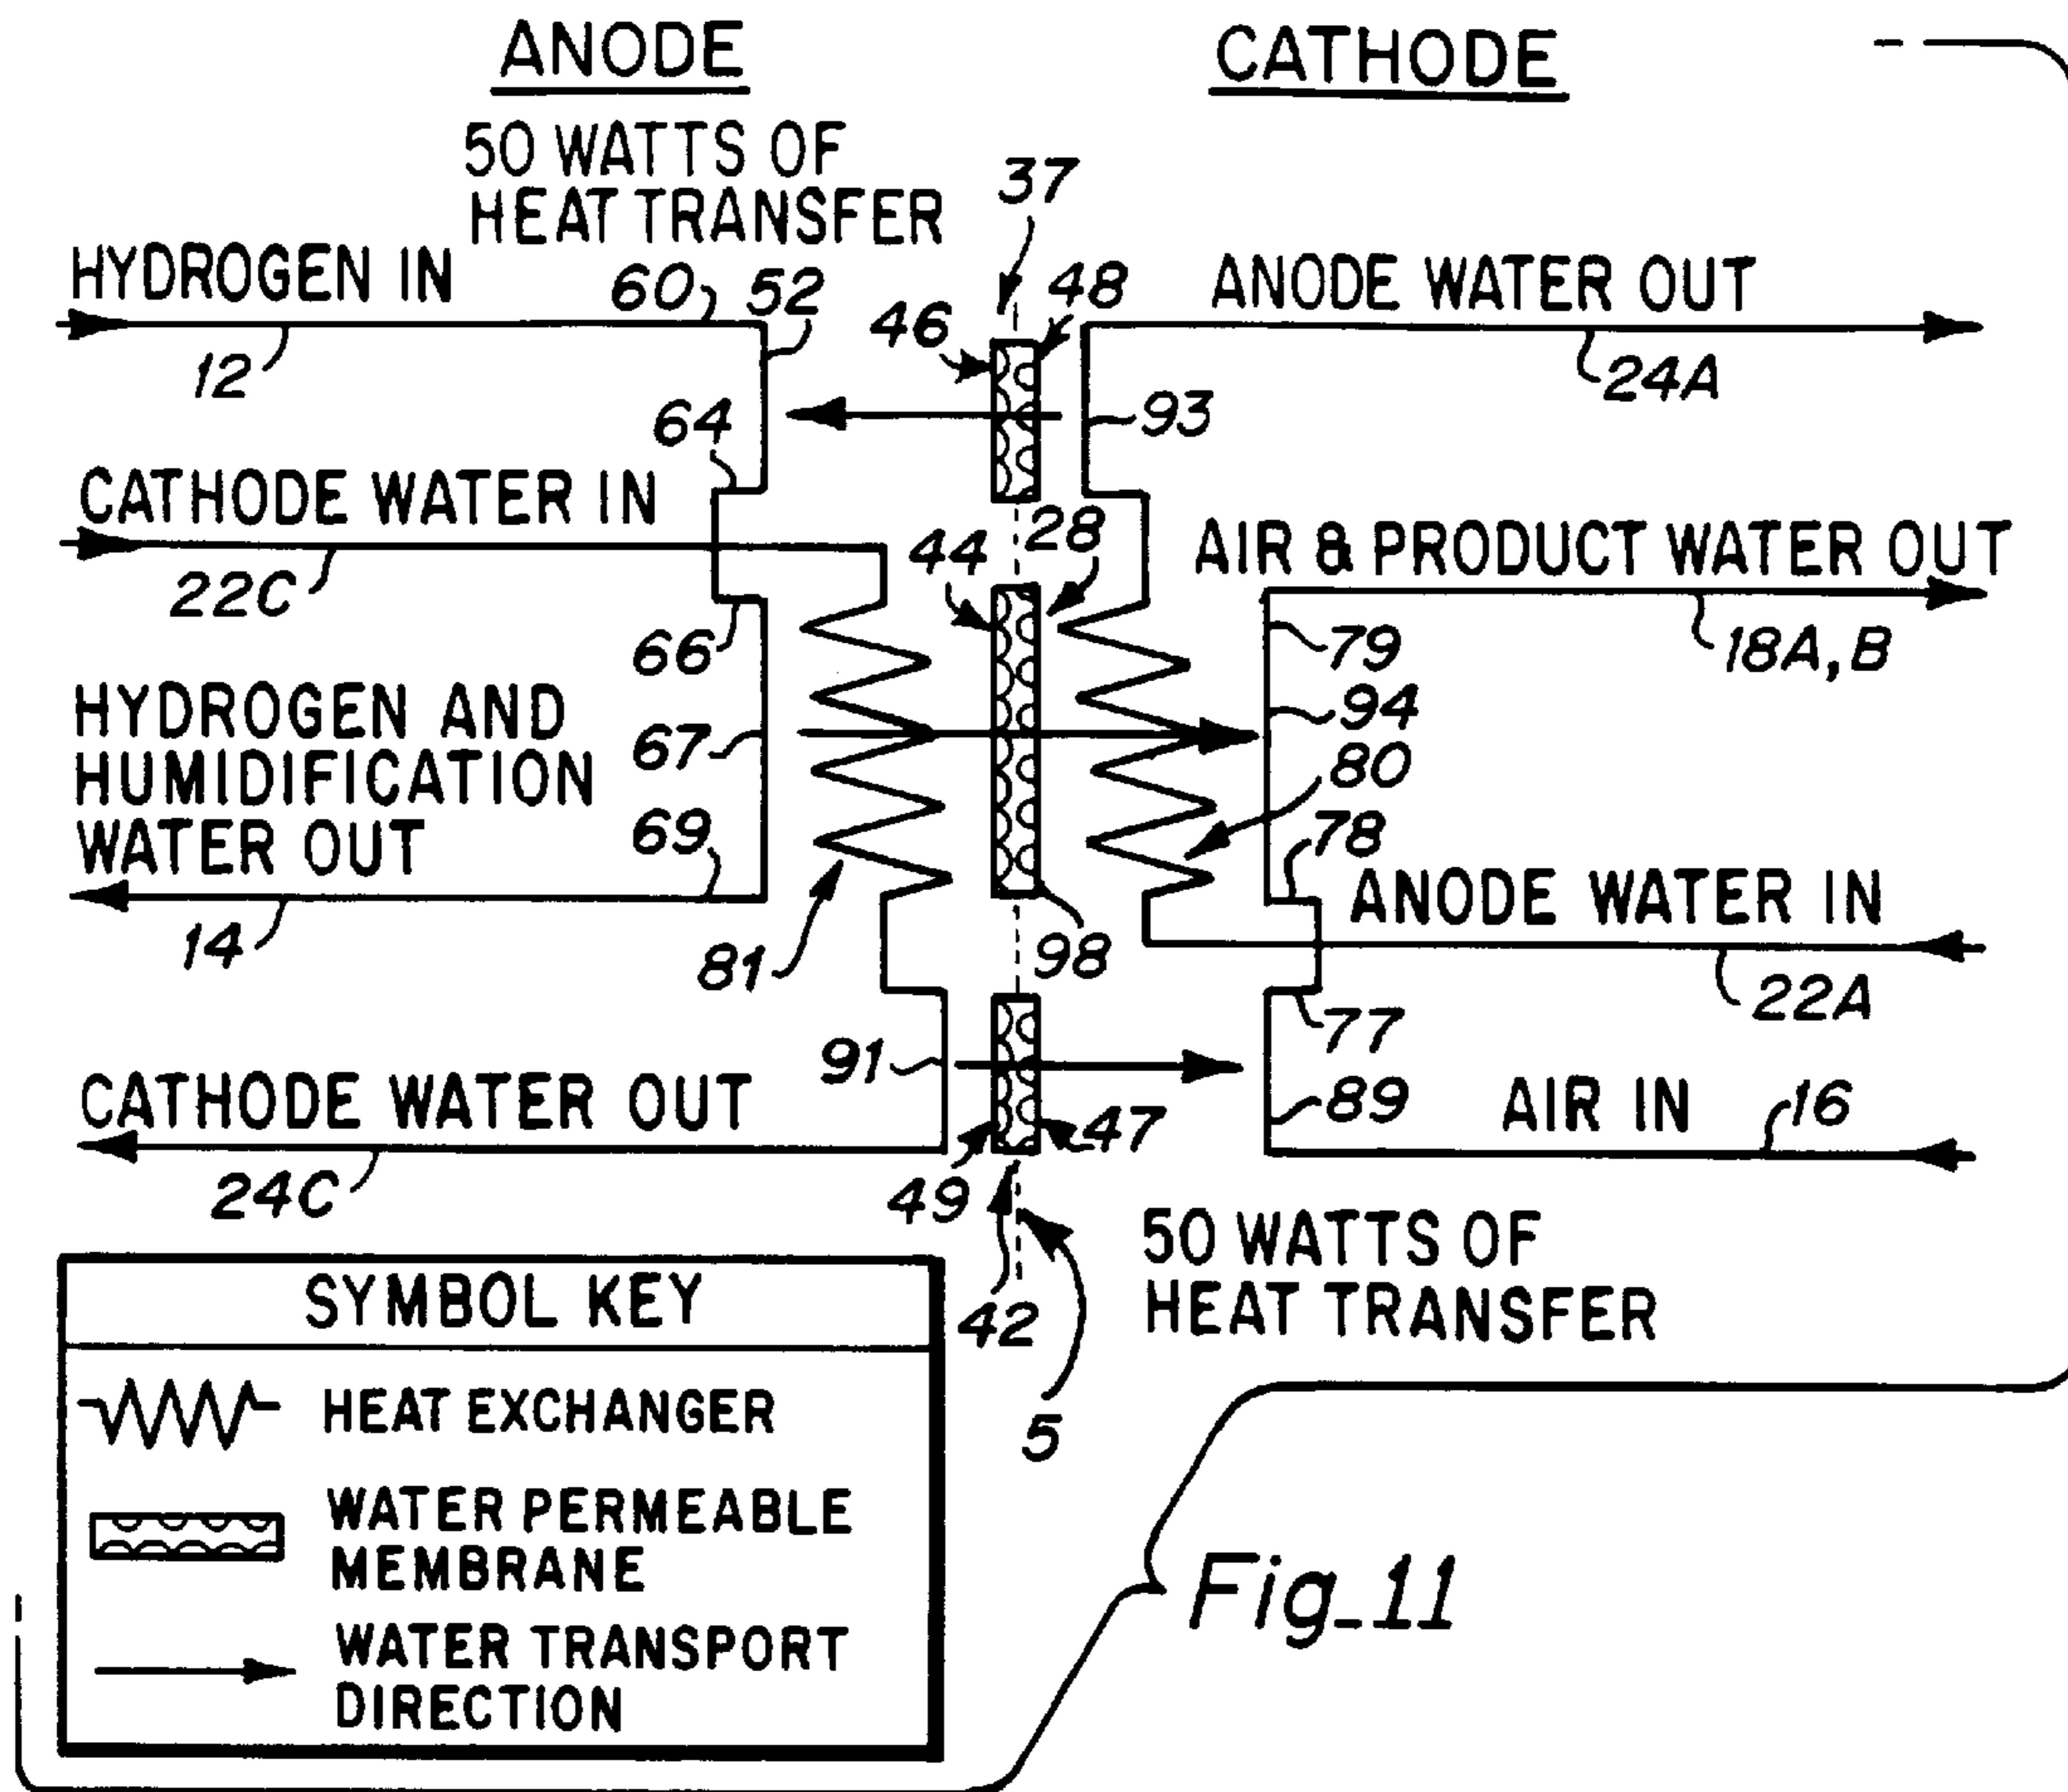 ANODE
CATHODE
50 WATTS OF
HEAT TRANSFER
37
HYDROGEN IN
60
52
46
48
ANODE WATER OUT
12
24A
64
93
CATHODE WATER IN
44
28
AIR & PRODUCT WATER OUT
22C
66
79
18A,B
HYDROGEN AND
HUMIDIFICATION
WATER OUT
67
94
80
69
78
ANODE WATER IN
14
81
98
22A
77
91
CATHODE WATER OUT
89
AIR IN
16
47
24C
49
50 WATTS OF
HEAT TRANSFER
42
5
SYMBOL KEY
HEAT EXCHANGER
WATER PERMEABLE
MEMBRANE
WATER TRANSPORT
DIRECTION
Fig_11